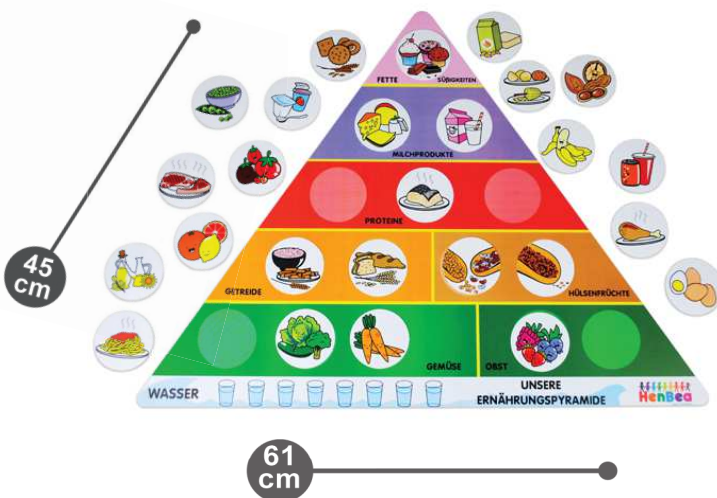 45
cm
FETTE
SÜßIGKEITEN
MILCHPRODUKTE
PROTEINE
GETREIDE
HÜLSENFRÜCHTE
GEMÜSE
OBST
WASSER
UNSERE
ERNÄHRUNGSPYRAMIDE
HenBea
61
cm